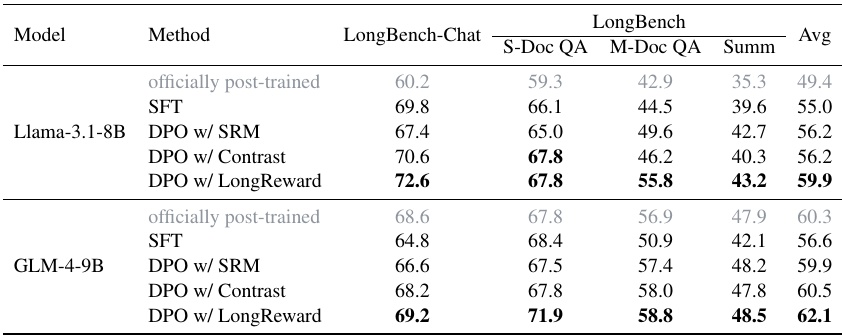 Model Method LongBench-Chat LongBench Avg
S-Doc QA M-Doc QA Summ
officially post-trained 60.2 59.3 42.9 35.3 49.4
SFT 69.8 66.1 44.5 39.6 55.0
Llama-3.1-8B DPO w/ SRM 67.4 65.0 49.6 42.7 56.2
DPO w/ Contrast 70.6 67.8 46.2 40.3 56.2
DPO w/ LongReward 72.6 67.8 55.8 43.2 59.9
officially post-trained 68.6 67.8 56.9 47.9 60.3
SFT 64.8 68.4 50.9 42.1 56.6
GLM-4-9B DPO w/ SRM 66.6 67.5 57.4 48.2 59.9
DPO w/ Contrast 68.2 67.8 58.0 47.8 60.5
DPO w/ LongReward 69.2 71.9 58.8 48.5 62.1